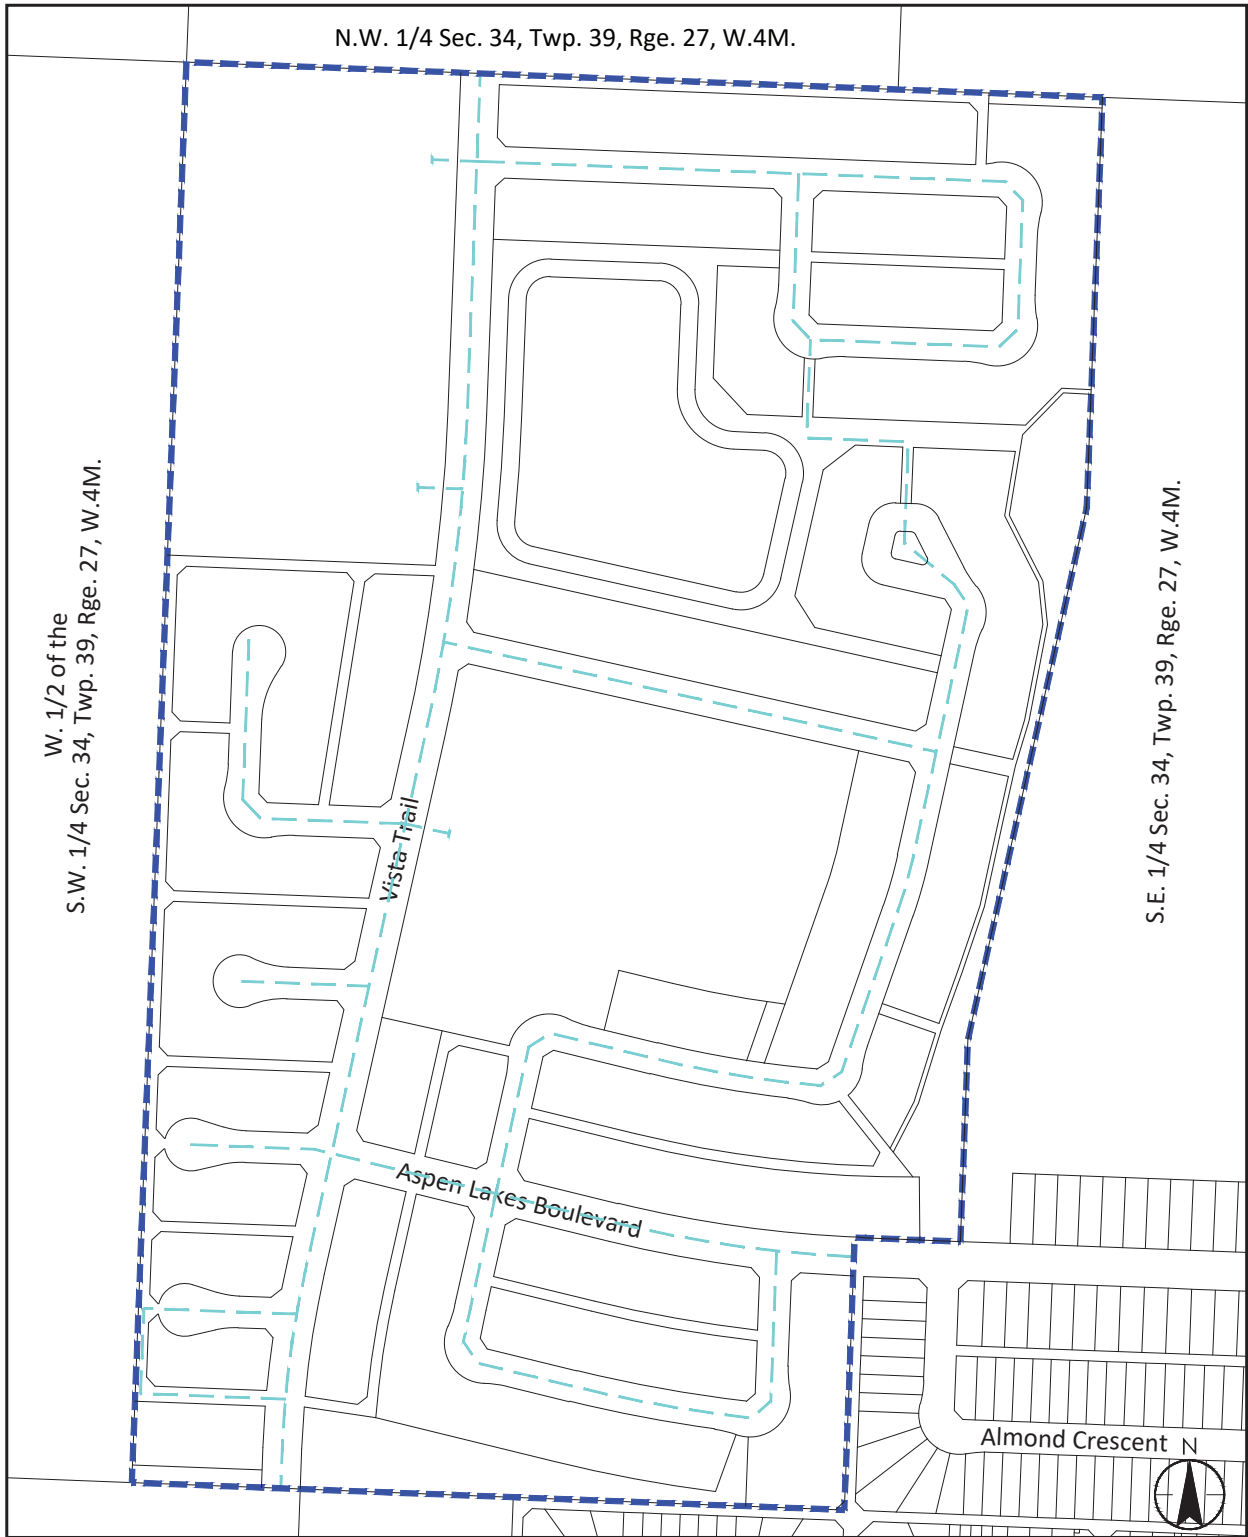 N.W. 1/4 Sec. 34, Twp. 39, Rge. 27, W.4M.
W. 1/2 of the
S.W. 1/4 Sec. 34, Twp. 39, Rge. 27, W.4M.
S.E. 1/4 Sec. 34, Twp. 39, Rge. 27, W.4M.
Vista Trail
Aspen Lakes Boulevard
Almond Crescent
N